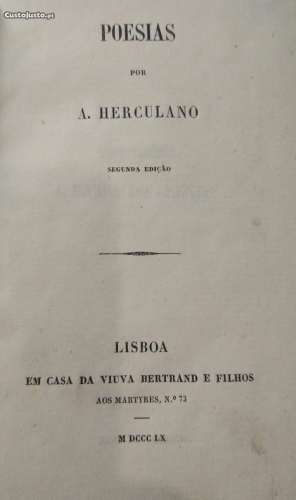 CustoJusto.pt
POESIAS
POR
A. HERCULANO
SEGUNDA EDIÇÃO
LISBOA
EM CASA DA VIUVA BERTRAND E FILHOS
AOS MARTYRES, N.º 73
M DCCC LX